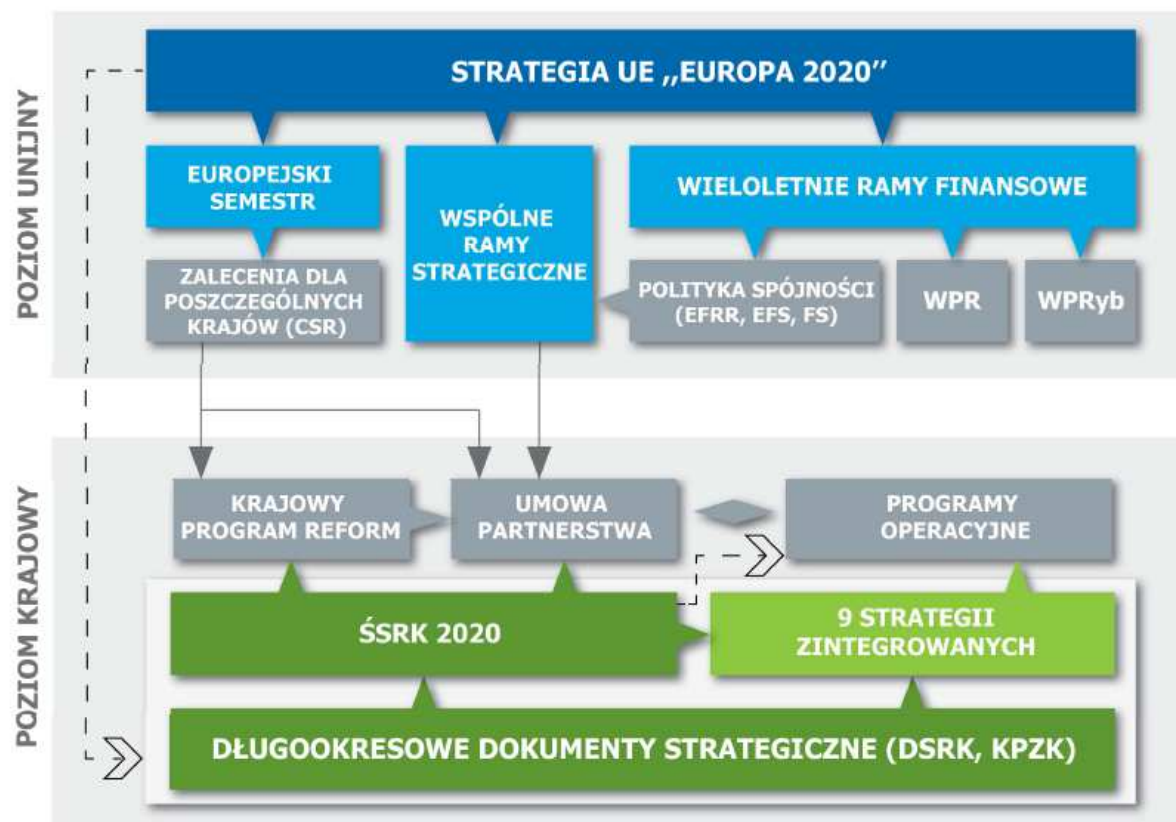 POZIOM UNIJNY
STRATEGIA UE ,,EUROPA 2020”
EUROPEJSKI
SEMESTR
WSPÓLNE
RAMY
STRATEGICZNE
WIELOLETNIE RAMY FINANSOWE
ZALECENIA DLA
POSZCZEGÓLNYCH
KRAJÓW (CSR)
POLITYKA SPÓJNOŚCI
(EFRR, EFS, FS)
WPR
WPRyb
POZIOM KRAJOWY
KRAJOWY
PROGRAM REFORM
UMOWA
PARTNERSTWA
PROGRAMY
OPERACYJNE
ŚSRK 2020
9 STRATEGII
ZINTEGROWANYCH
DŁUGOOKRESOWE DOKUMENTY STRATEGICZNE (DSRK, KPZK)